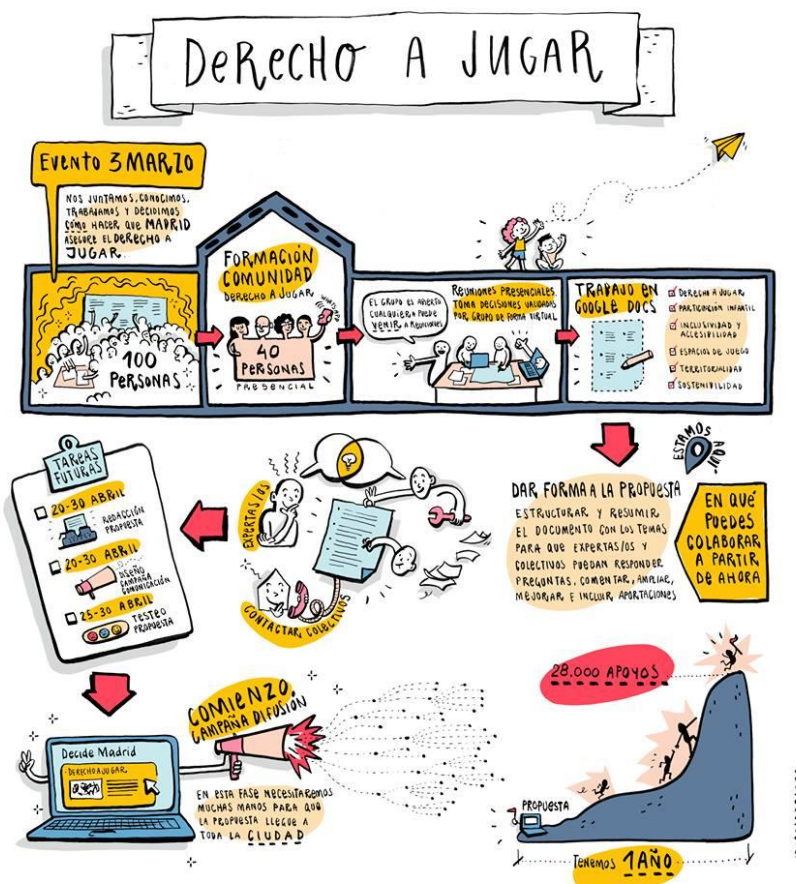 DERECHO A JUGAR
EVENTO 3 MARZO
NOS JUNTAMOS, CONOCIMOS,
TRABAJAMOS Y DECIDIMOS
CÓMO HACER QUE MADRID
ASEGURE EL DERECHO A
JUGAR.
100
PERSONAS
FORMACIÓN
COMUNIDAD
DERECHO A JUGAR
40
PERSONAS
PRESENCIAL
EL GRUPO ES ABIERTO
CUALQUIERA PUEDE
VENIR A REUNIONES
REUNIONES PRESENCIALES,
TOMA DECISIONES VALIDADAS
POR GRUPO DE FORMA VIRTUAL
TRABAJO EN
GOOGLE DOCS
DERECHO A JUGAR
PARTICIPACIÓN INFANTIL
INCLUSIVIDAD Y
ACCESIBILIDAD
ESPACIOS DE JUEGO
TERRITORIALIDAD
SOSTENIBILIDAD
ESTAMOS
AQUÍ
DAR FORMA A LA PROPUESTA
ESTRUCTURAR Y RESUMIR
EL DOCUMENTO CON LOS TEMAS
PARA QUE EXPERTAS/OS Y
COLECTIVOS PUEDAN RESPONDER
PREGUNTAS, COMENTAR, AMPLIAR,
MEJORAR E INCLUIR APORTACIONES
EN QUÉ
PUEDES
COLABORAR
A PARTIR
DE AHORA
EXPERTAS/OS
CONTACTAR COLECTIVOS
TAREAS
FUTURAS
20-30 ABRIL
REDACCIÓN
PROPUESTA
20-30 ABRIL
DISEÑO
CAMPAÑA
COMUNICACIÓN
25-30 ABRIL
TESTEO
PROPUESTA
COMIENZO
CAMPAÑA DIFUSIÓN
Decide Madrid
DERECHO A JUGAR
EN ESTA FASE NECESITAREMOS
MUCHAS MANOS PARA QUE
LA PROPUESTA LLEGUE A
TODA LA CIUDAD
28.000 APOYOS
PROPUESTA
TENEMOS 1 AÑO